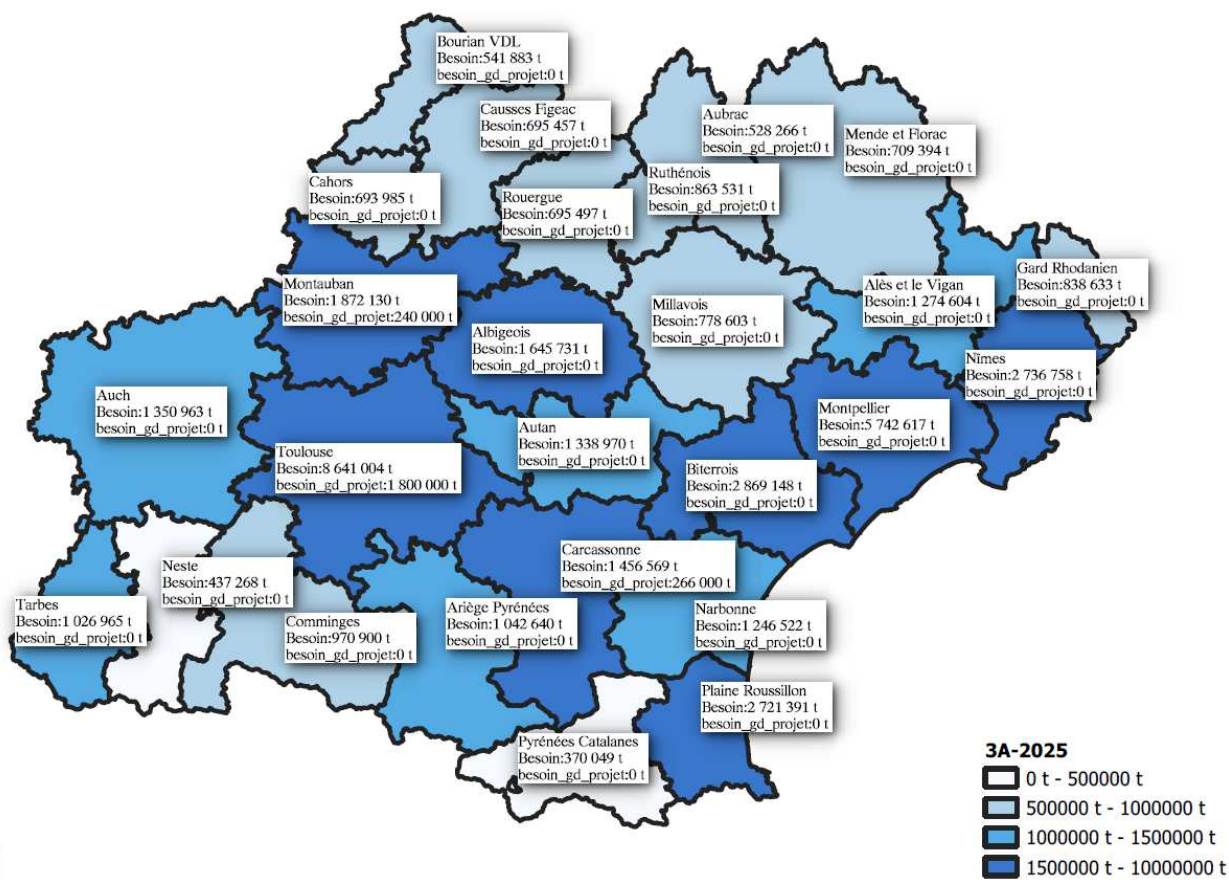 Bourian VDL
Besoin:541 883 t
besoin_gd_projet:0 t
Causses Figeac
Besoin:695 457 t
besoin_gd_projet:0 t
Aubrac
Besoin:528 266 t
besoin_gd_projet:0 t
Mende et Florac
Besoin:709 394 t
besoin_gd_projet:0 t
Cahors
Besoin:693 985 t
besoin_gd_projet:0 t
Rouergue
Besoin:695 497 t
besoin_gd_projet:0 t
Ruthénois
Besoin:863 531 t
besoin_gd_projet:0 t
Montauban
Besoin:1 872 130 t
besoin_gd_projet:240 000 t
Albigeois
Besoin:1 645 731 t
besoin_gd_projet:0 t
Millavois
Besoin:778 603 t
besoin_gd_projet:0 t
Alès et le Vigan
Besoin:1 274 604 t
besoin_gd_projet:0 t
Gard Rhodanien
Besoin:838 633 t
besoin_gd_projet:0 t
Nîmes
Besoin:2 736 758 t
besoin_gd_projet:0 t
Auch
Besoin:1 350 963 t
besoin_gd_projet:0 t
Toulouse
Besoin:8 641 004 t
besoin_gd_projet:1 800 000 t
Autan
Besoin:1 338 970 t
besoin_gd_projet:0 t
Montpellier
Besoin:5 742 617 t
besoin_gd_projet:0 t
Biterrois
Besoin:2 869 148 t
besoin_gd_projet:0 t
Carcassonne
Besoin:1 456 569 t
besoin_gd_projet:266 000 t
Neste
Besoin:437 268 t
besoin_gd_projet:0 t
Tarbes
Besoin:1 026 965 t
besoin_gd_projet:0 t
Comminges
Besoin:970 900 t
besoin_gd_projet:0 t
Ariège Pyrénées
Besoin:1 042 640 t
besoin_gd_projet:0 t
Narbonne
Besoin:1 246 522 t
besoin_gd_projet:0 t
Plaine Roussillon
Besoin:2 721 391 t
besoin_gd_projet:0 t
Pyrénées Catalanes
Besoin:370 049 t
besoin_gd_projet:0 t
3A-2025
0 t - 500000 t
500000 t - 1000000 t
1000000 t - 1500000 t
1500000 t - 10000000 t